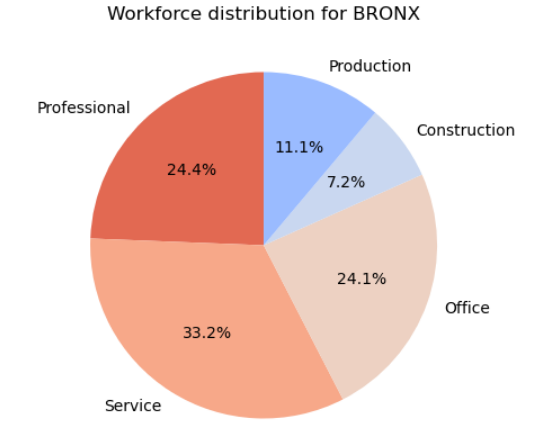 Workforce distribution for BRONX
Production
Professional
Construction
11.1%
24.4%
7.2%
24.1%
Office
33.2%
Service